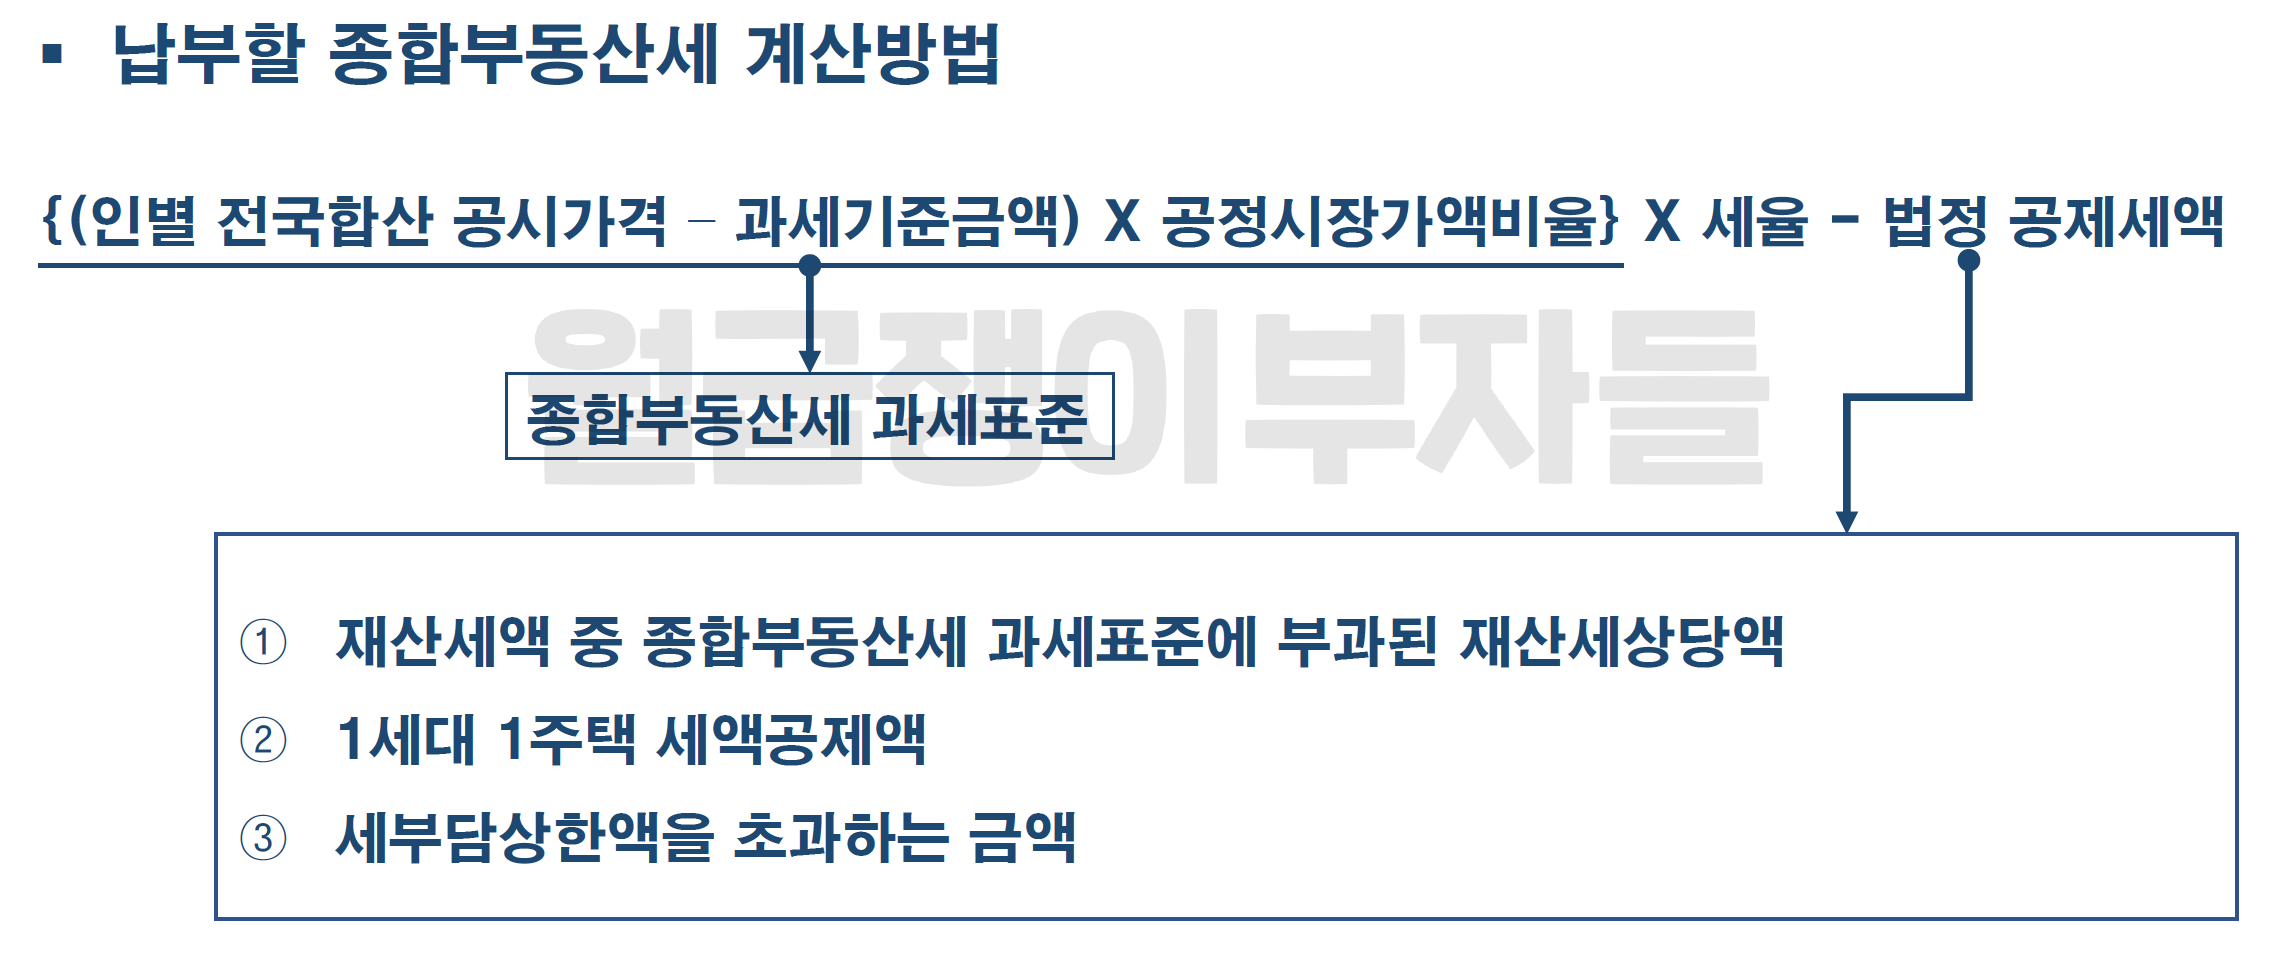 ▪ 납부할 종합부동산세 계산방법
{(인별 전국합산 공시가격 – 과세기준금액) X 공정시장가액비율} X 세율 - 법정 공제세액
월급쟁이부자들
종합부동산세 과세표준
① 재산세액 중 종합부동산세 과세표준에 부과된 재산세상당액
② 1세대 1주택 세액공제액
③ 세부담상한액을 초과하는 금액